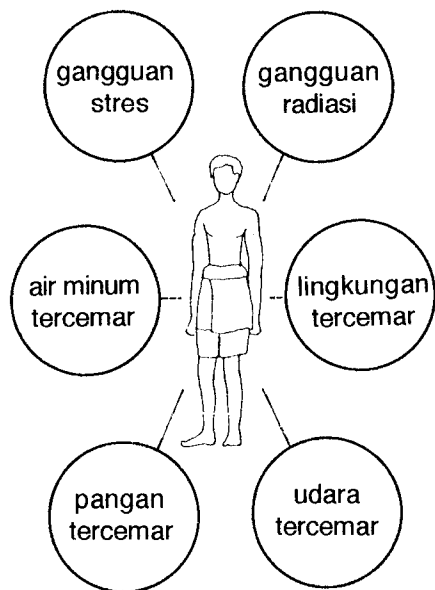 gangguan
stres
gangguan
radiasi
air minum
tercemar
lingkungan
tercemar
pangan
tercemar
udara
tercemar